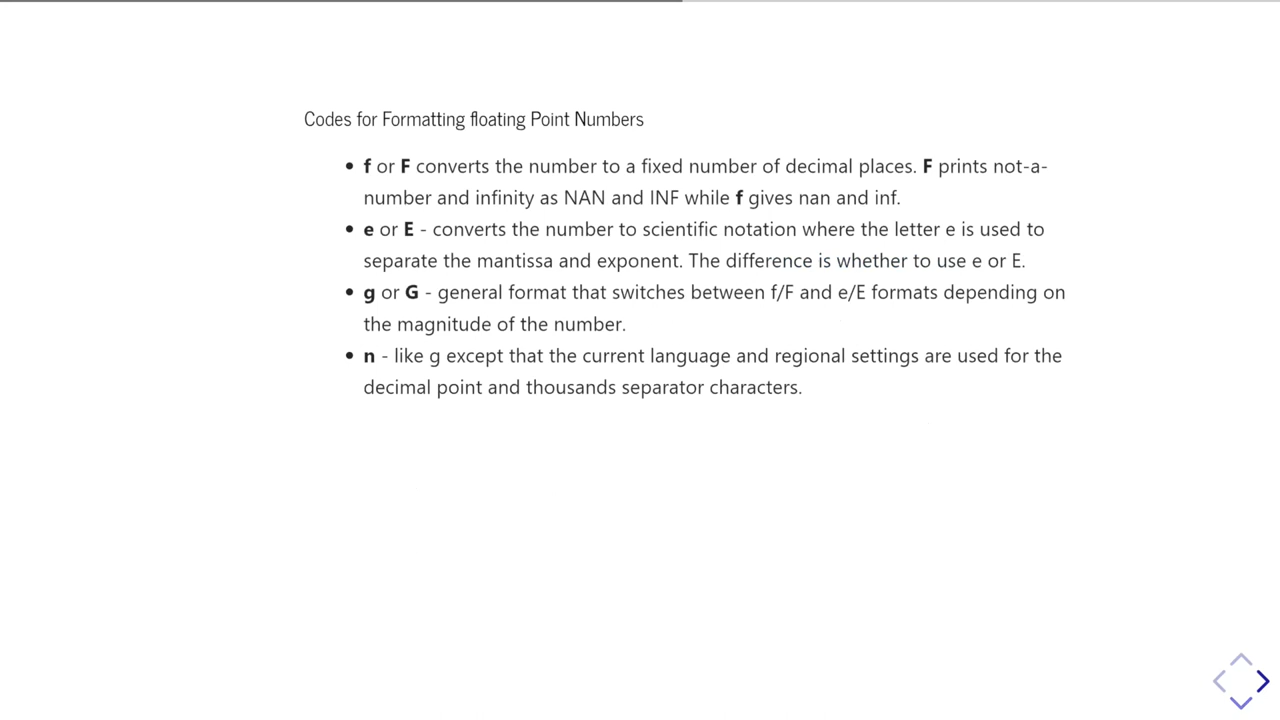 Codes for Formatting floating Point Numbers
• f or F converts the number to a fixed number of decimal places. F prints not-a-
number and infinity as NAN and INF while f gives nan and inf.
• e or E - converts the number to scientific notation where the letter e is used to
separate the mantissa and exponent. The difference is whether to use e or E.
• g or G - general format that switches between f/F and e/E formats depending on
the magnitude of the number.
• n - like g except that the current language and regional settings are used for the
decimal point and thousands separator characters.